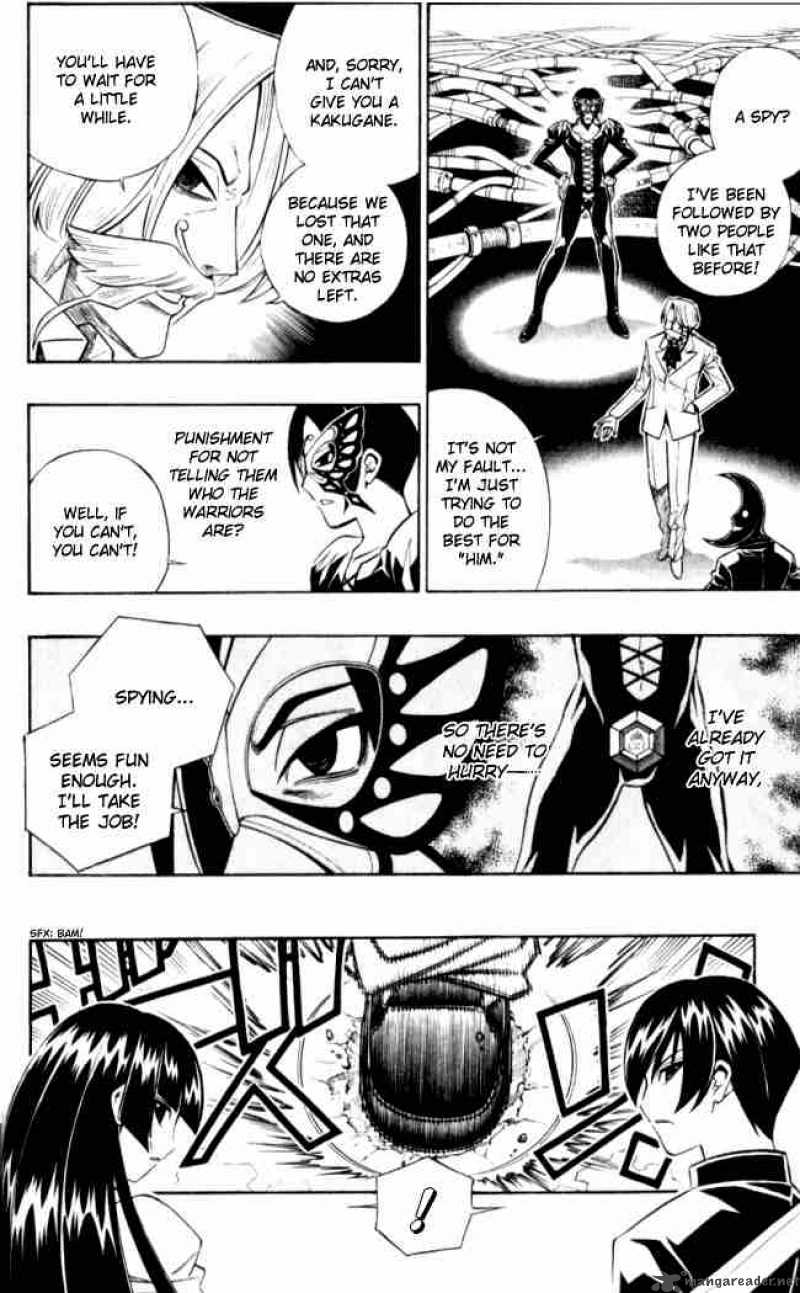 A SPY?
I'VE BEEN
FOLLOWED BY
TWO PEOPLE
LIKE THAT
BEFORE!
IT'S NOT
MY FAULT...
I'M JUST
TRYING TO
DO THE
BEST FOR
"HIM."
AND, SORRY,
I CAN'T
GIVE YOU A
KAKUGANE.
BECAUSE WE
LOST THAT
ONE, AND
THERE ARE
NO EXTRAS
LEFT.
YOU'LL HAVE
TO WAIT FOR
A LITTLE
WHILE.
PUNISHMENT
FOR NOT
TELLING THEM
WHO THE
WARRIORS
ARE?
WELL, IF
YOU CAN'T,
YOU CAN'T!
I'VE
ALREADY
GOT IT
ANYWAY,
SO THERE'S
NO NEED TO
HURRY—...
SPYING...
SEEMS FUN
ENOUGH.
I'LL TAKE
THE JOB!
SFX: BAM!
!
mangareader.net